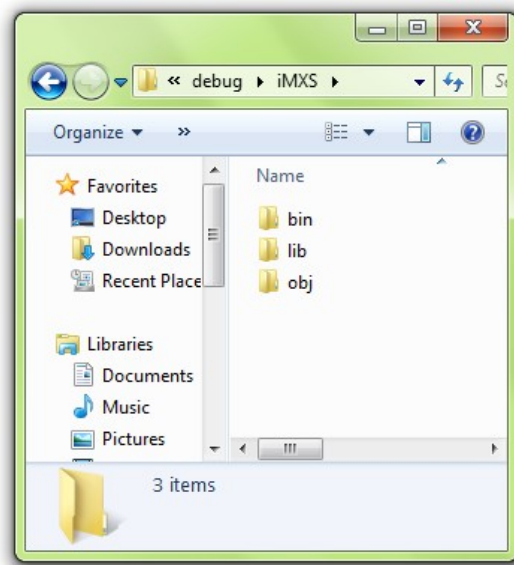 « debug ▸ iMXS ▸
Organize »
Name
Favorites
Desktop
Downloads
Recent Place
Libraries
Documents
Music
Pictures
bin
lib
obj
3 items